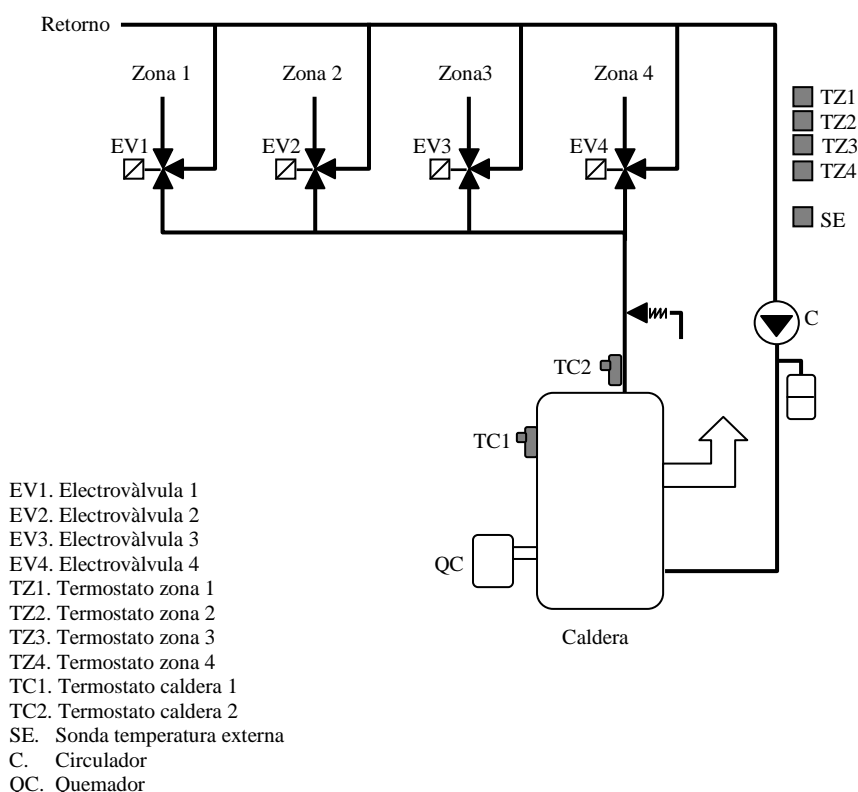 Retorno
Zona 1
Zona 2
Zona3
Zona 4
TZ1
TZ2
TZ3
TZ4
EV1
EV2
EV3
EV4
SE
C
TC2
TC1
QC
Caldera
EV1. Electrovàlvula 1
EV2. Electrovàlvula 2
EV3. Electrovàlvula 3
EV4. Electrovàlvula 4
TZ1. Termostato zona 1
TZ2. Termostato zona 2
TZ3. Termostato zona 3
TZ4. Termostato zona 4
TC1. Termostato caldera 1
TC2. Termostato caldera 2
SE. Sonda temperatura externa
C. Circulador
QC. Quemador